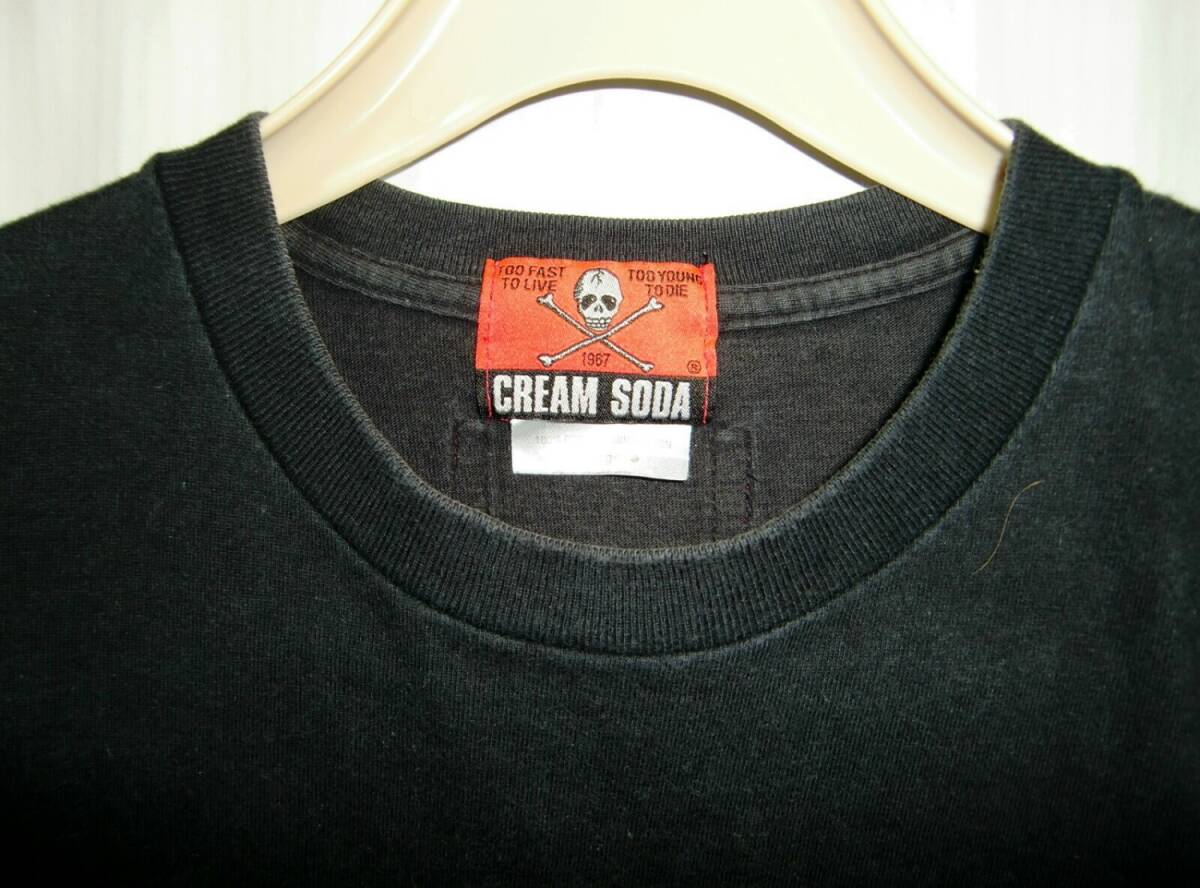 TOO FAST
TO LIVE
TOO YOUNG
TO DIE
1967
®
CREAM SODA